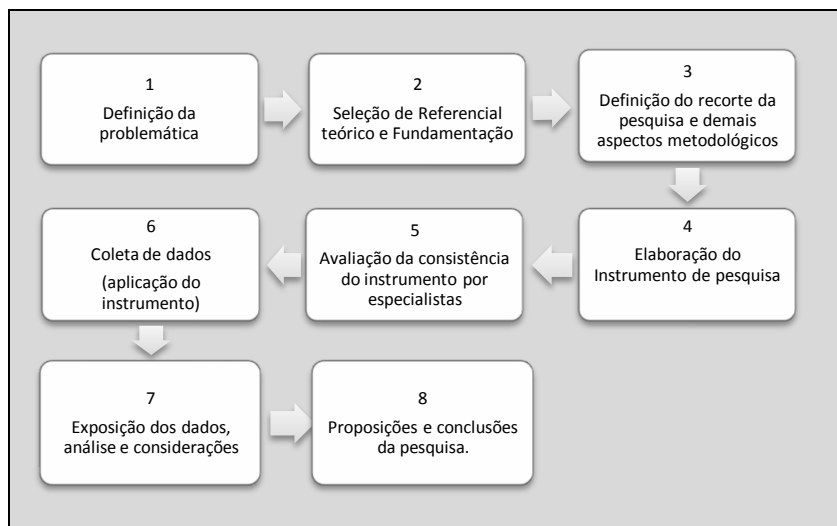 1
Definição da
problemática
2
Seleção de Referencial
teórico e Fundamentação
3
Definição do recorte da
pesquisa e demais
aspectos metodológicos
4
Elaboração do
Instrumento de pesquisa
5
Avaliação da consistência
do instrumento por
especialistas
6
Coleta de dados
(aplicação do
instrumento)
7
Exposição dos dados,
análise e considerações
8
Proposições e conclusões
da pesquisa.